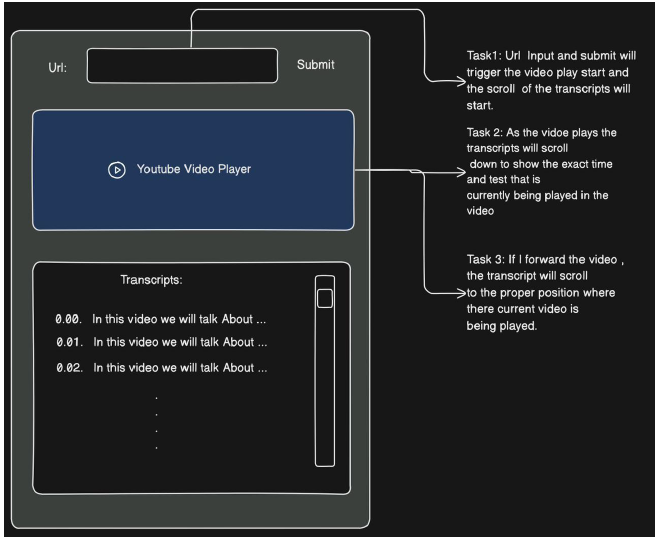 Url:
Submit
Youtube Video Player
Transcripts:
0.00. In this video we will talk About ...
0.01. In this video we will talk About ...
0.02. In this video we will talk About ...
.
.
.
.
Task1: Url Input and submit will
trigger the video play start and
the scroll of the transcripts will
start.
Task 2: As the vidoe plays the
transcripts will scroll
down to show the exact time
and test that is
currently being played in the
video
Task 3: If I forward the video ,
the transcript will scroll
to the proper position where
there current video is
being played.